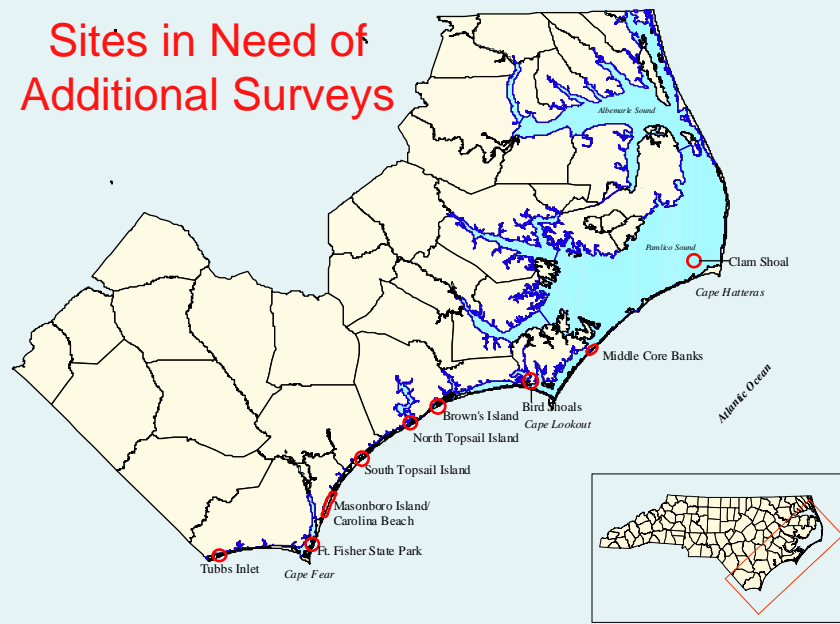 Sites in Need of
Additional Surveys
Albemarle Sound
Pamlico Sound
Clam Shoal
Cape Hatteras
Middle Core Banks
Atlantic Ocean
Bird Shoals
Brown's Island
Cape Lookout
North Topsail Island
South Topsail Island
Masonboro Island/
Carolina Beach
Ft. Fisher State Park
Tubbs Inlet
Cape Fear